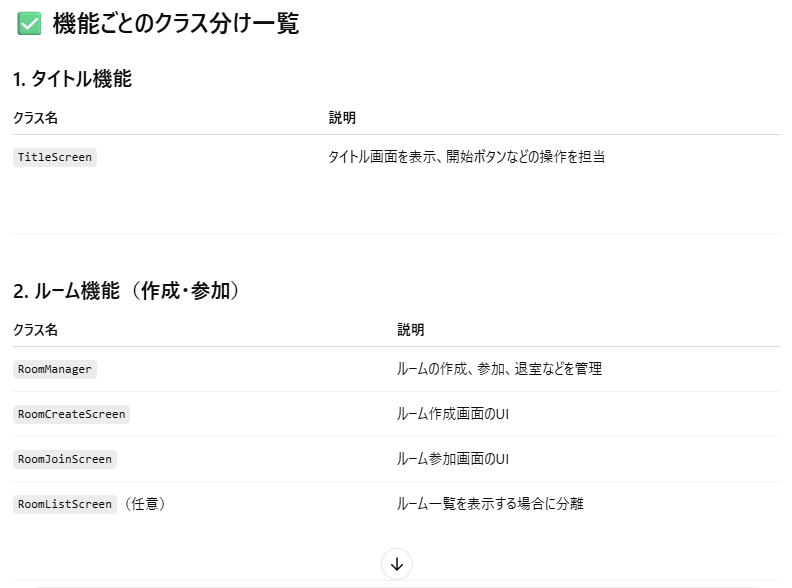 ✅ 機能ごとのクラス分け一覧
1. タイトル機能
クラス名 説明
TitleScreen タイトル画面を表示、開始ボタンなどの操作を担当
2. ルーム機能（作成・参加）
クラス名 説明
RoomManager ルームの作成、参加、退室などを管理
RoomCreateScreen ルーム作成画面のUI
RoomJoinScreen ルーム参加画面のUI
RoomListScreen（任意） ルーム一覧を表示する場合に分離